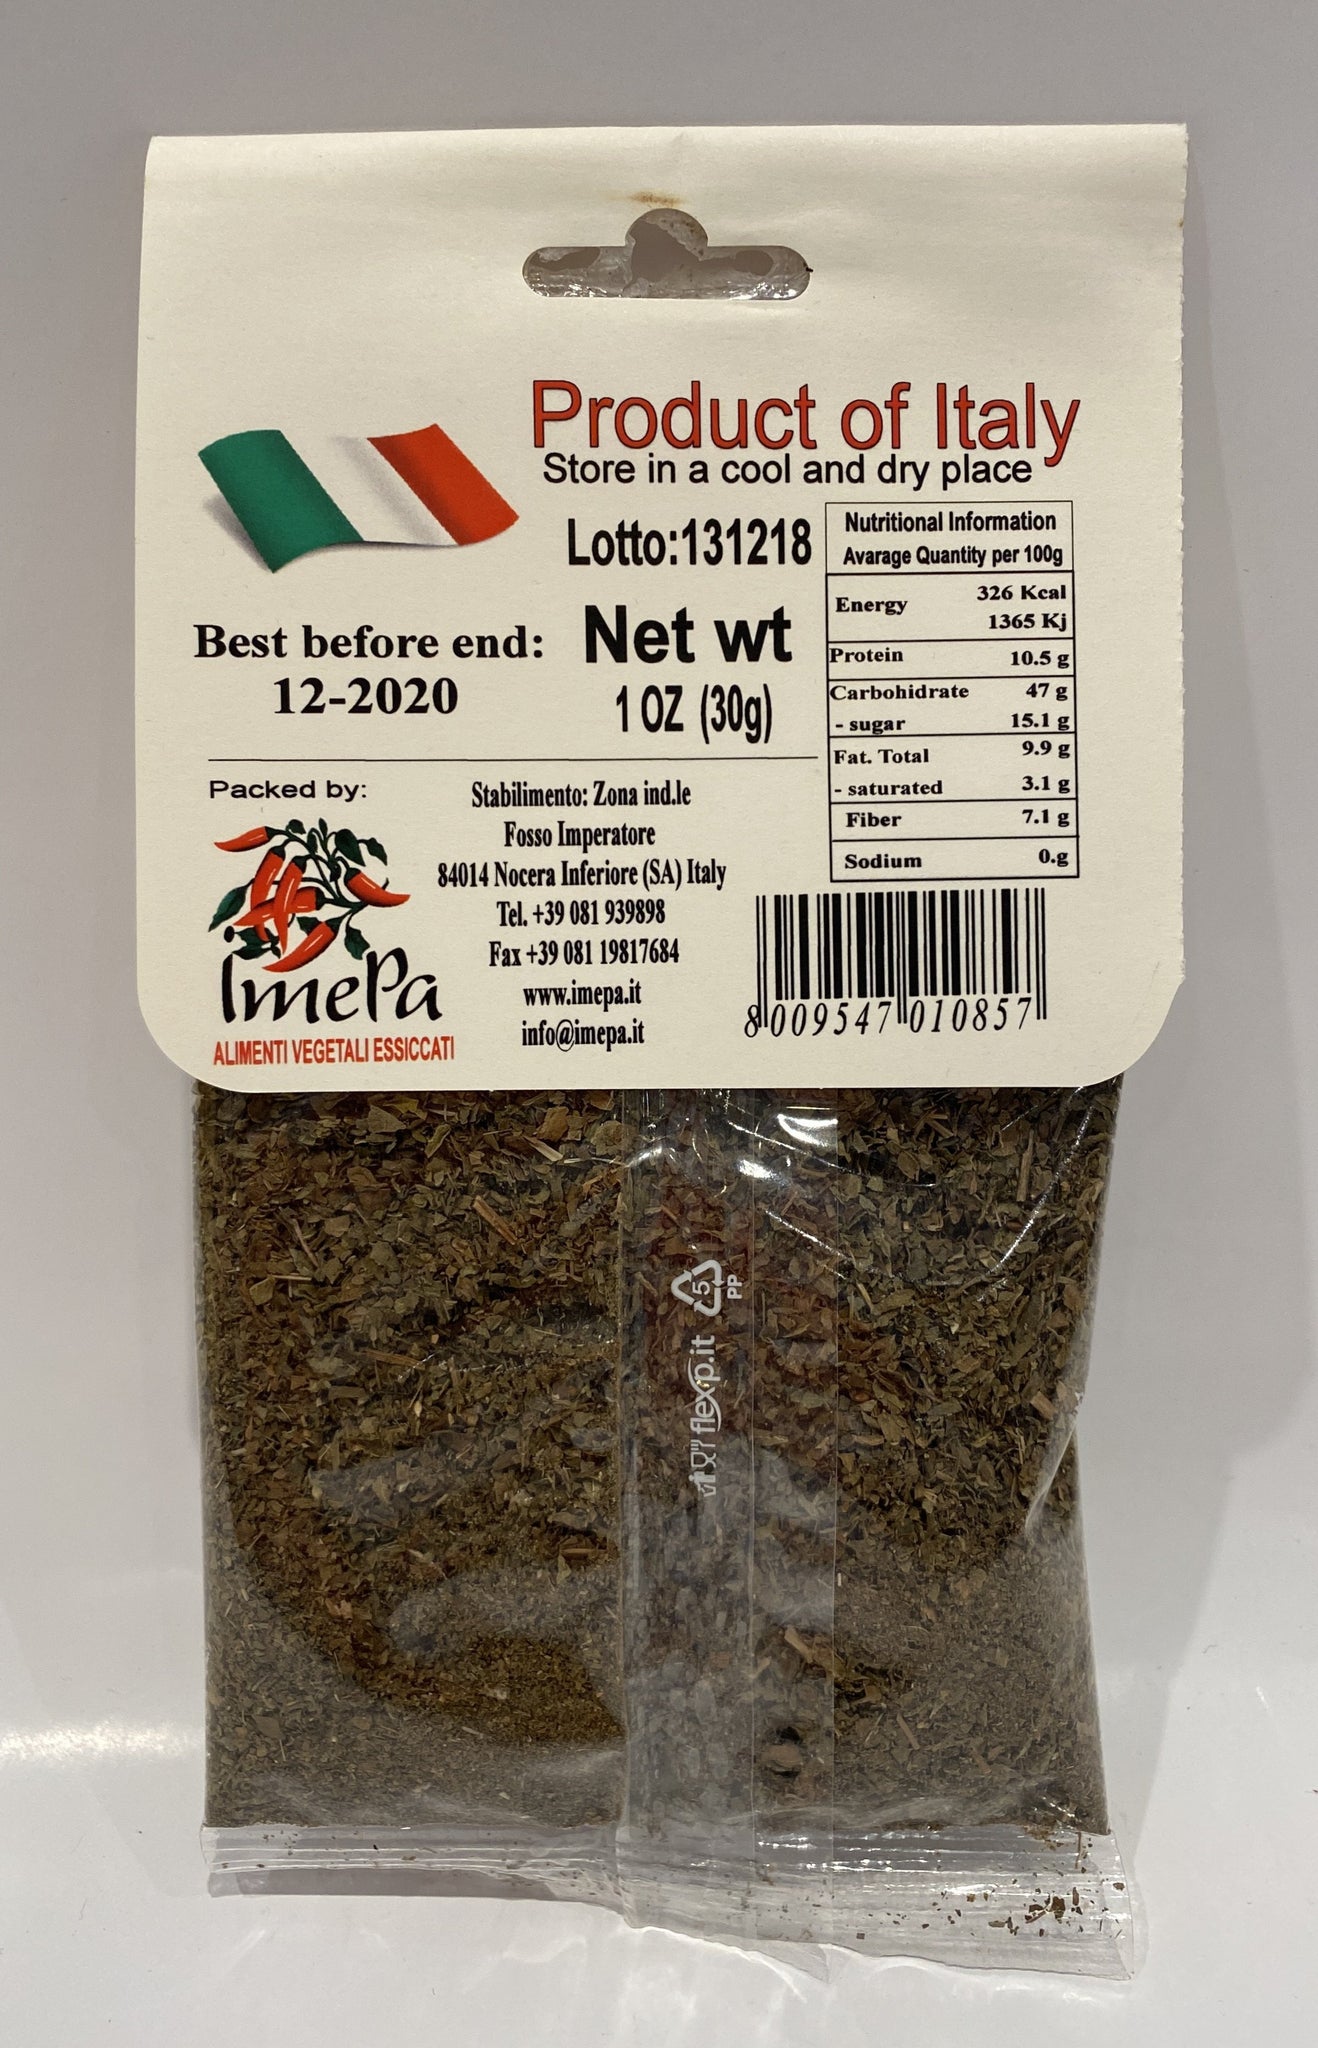 Product of Italy
Store in a cool and dry place
Lotto:131218
Best before end:
12-2020
Net wt
1 OZ (30g)
Nutritional Information
Avarage Quantity per 100g
Energy 326 Kcal
1365 Kj
Protein 10.5 g
Carbohidrate 47 g
- sugar 15.1 g
Fat. Total 9.9 g
- saturated 3.1 g
Fiber 7.1 g
Sodium 0.g
Packed by:
ImePa
ALIMENTI VEGETALI ESSICCATI
Stabilimento: Zona ind.le
Fosso Imperatore
84014 Nocera Inferiore (SA) Italy
Tel. +39 081 939898
Fax +39 081 19817684
www.imepa.it
info@imepa.it
8 009547 010857
5
PP
flexp.it